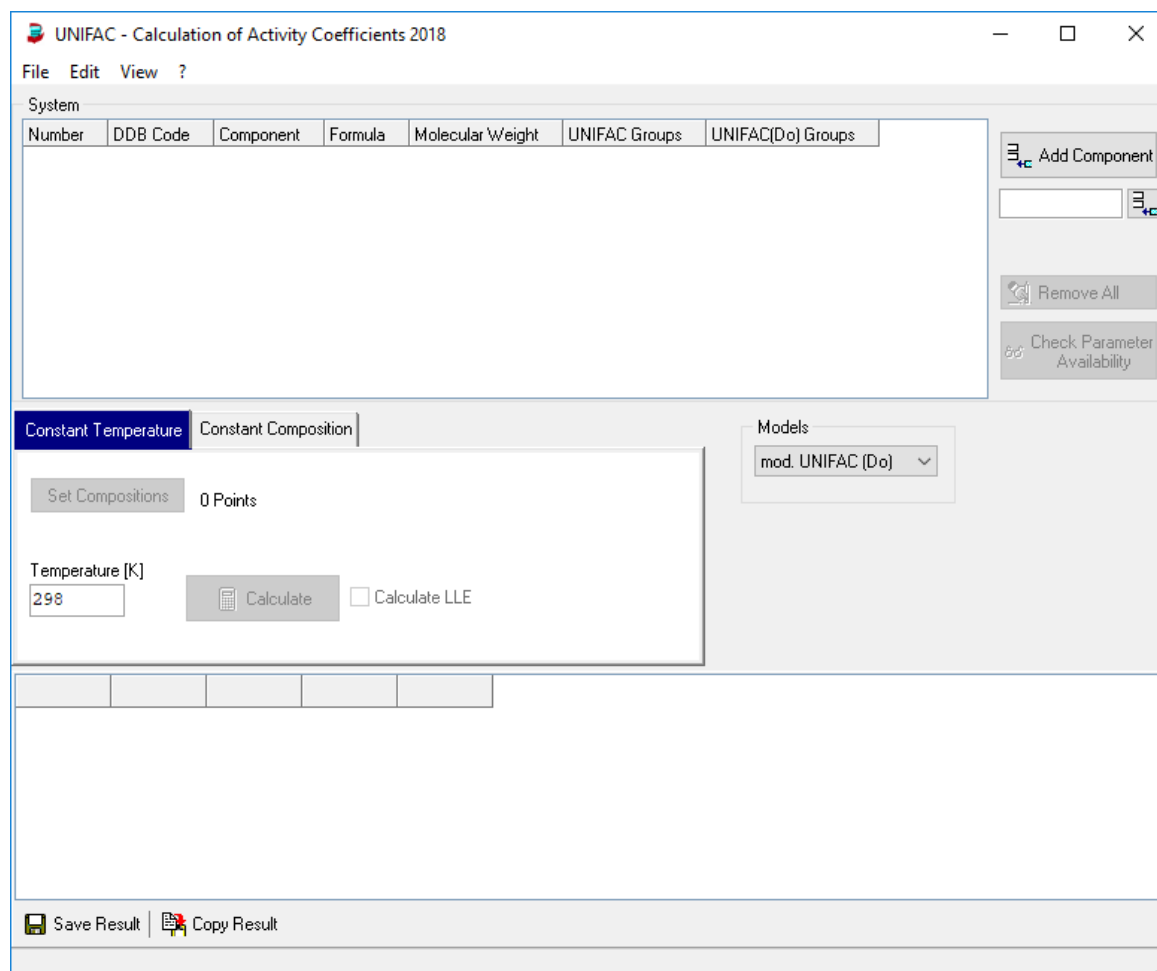 UNIFAC - Calculation of Activity Coefficients 2018
File Edit View ?
System
Number DDB Code Component Formula Molecular Weight UNIFAC Groups UNIFAC(Do) Groups
Add Component
Remove All
Check Parameter
Availability
Constant Temperature Constant Composition
Models
mod. UNIFAC (Do)
Set Compositions 0 Points
Temperature [K]
298
Calculate Calculate LLE
Save Result Copy Result